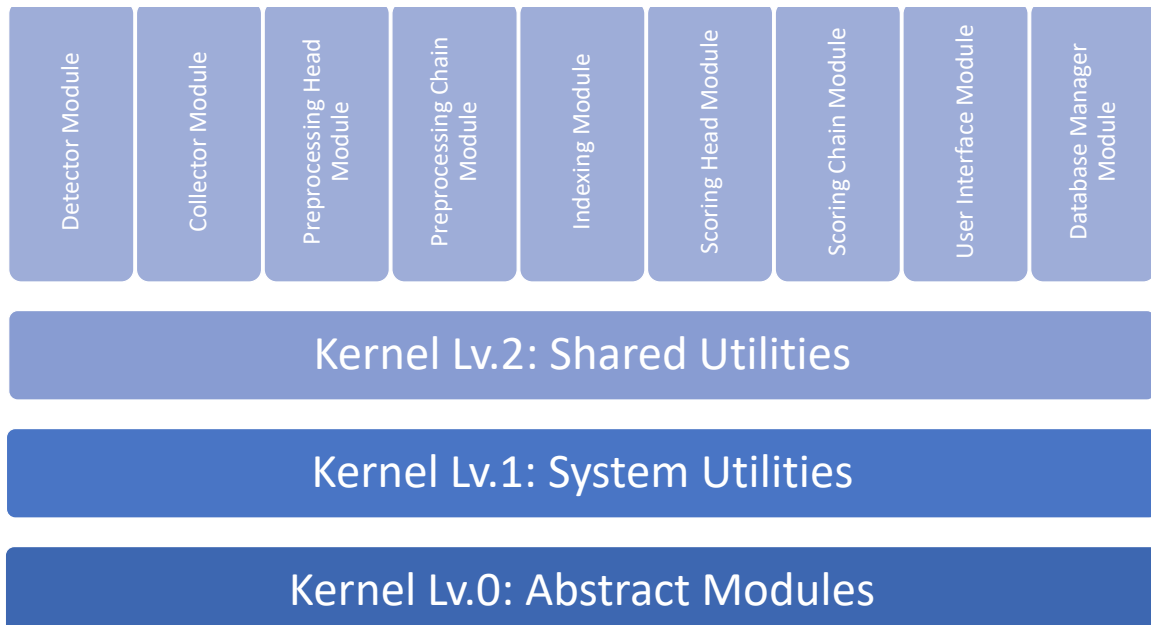 Detector Module
Collector Module
Preprocessing Head
Module
Preprocessing Chain
Module
Indexing Module
Scoring Head Module
Scoring Chain Module
User Interface Module
Database Manager
Module
Kernel Lv.2: Shared Utilities
Kernel Lv.1: System Utilities
Kernel Lv.0: Abstract Modules